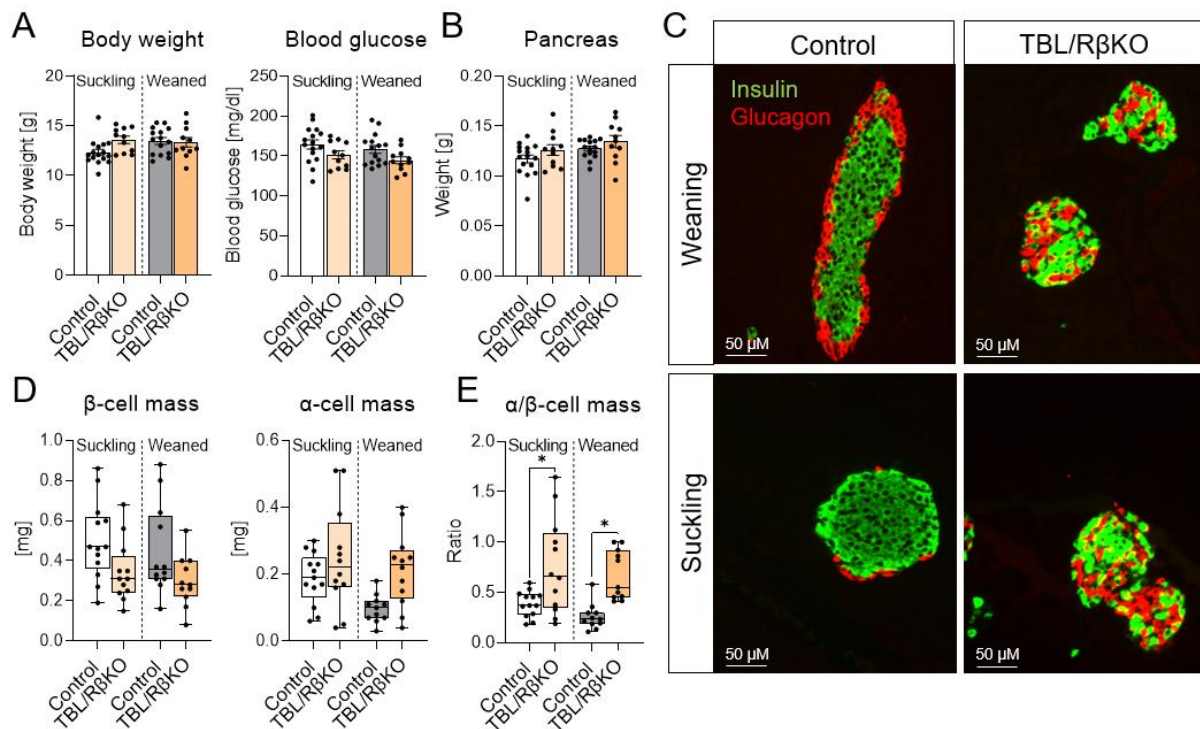 A
Body weight
Suckling
Weaned
Body weight [g]
20
15
10
5
0
Control
TBL/RβKO
Control
TBL/RβKO
Blood glucose
Blood glucose [mg/dl]
250
200
150
100
50
0
Suckling
Weaned
Control
TBL/RβKO
Control
TBL/RβKO
B
Pancreas
Weight [g]
0.20
0.15
0.10
0.05
0.00
Suckling
Weaned
Control
TBL/RβKO
Control
TBL/RβKO
C
Control
TBL/RβKO
Weaning
Insulin
Glucagon
50 µM
50 µM
Suckling
50 µM
50 µM
D
β-cell mass
[mg]
1.0
0.8
0.6
0.4
0.2
0.0
Suckling
Weaned
Control
TBL/RβKO
Control
TBL/RβKO
α-cell mass
[mg]
0.6
0.4
0.2
0.0
Suckling
Weaned
Control
TBL/RβKO
Control
TBL/RβKO
E
α/β-cell mass
Ratio
2.0
1.5
1.0
0.5
0.0
Suckling
Weaned
*
*
Control
TBL/RβKO
Control
TBL/RβKO